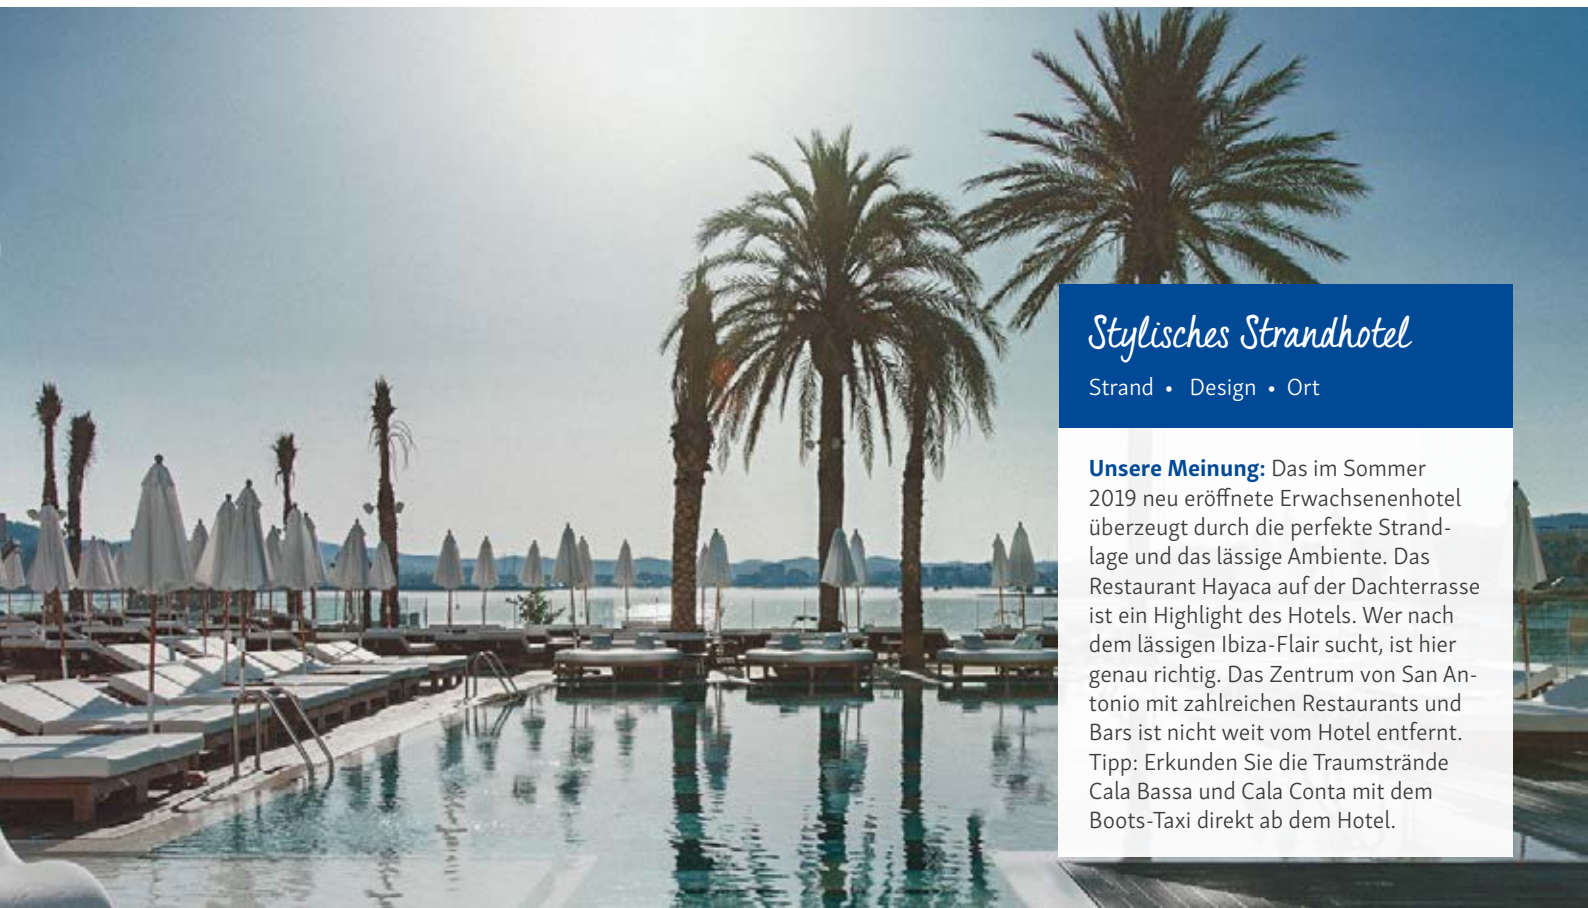 Stylisches Strandhotel
Strand • Design • Ort
Unsere Meinung: Das im Sommer
2019 neu eröffnete Erwachsenenhotel
überzeugt durch die perfekte Strand-
lage und das lässige Ambiente. Das
Restaurant Hayaca auf der Dachterrasse
ist ein Highlight des Hotels. Wer nach
dem lässigen Ibiza-Flair sucht, ist hier
genau richtig. Das Zentrum von San An-
tonio mit zahlreichen Restaurants und
Bars ist nicht weit vom Hotel entfernt.
Tipp: Erkunden Sie die Traumstrände
Cala Bassa und Cala Conta mit dem
Boots-Taxi direkt ab dem Hotel.